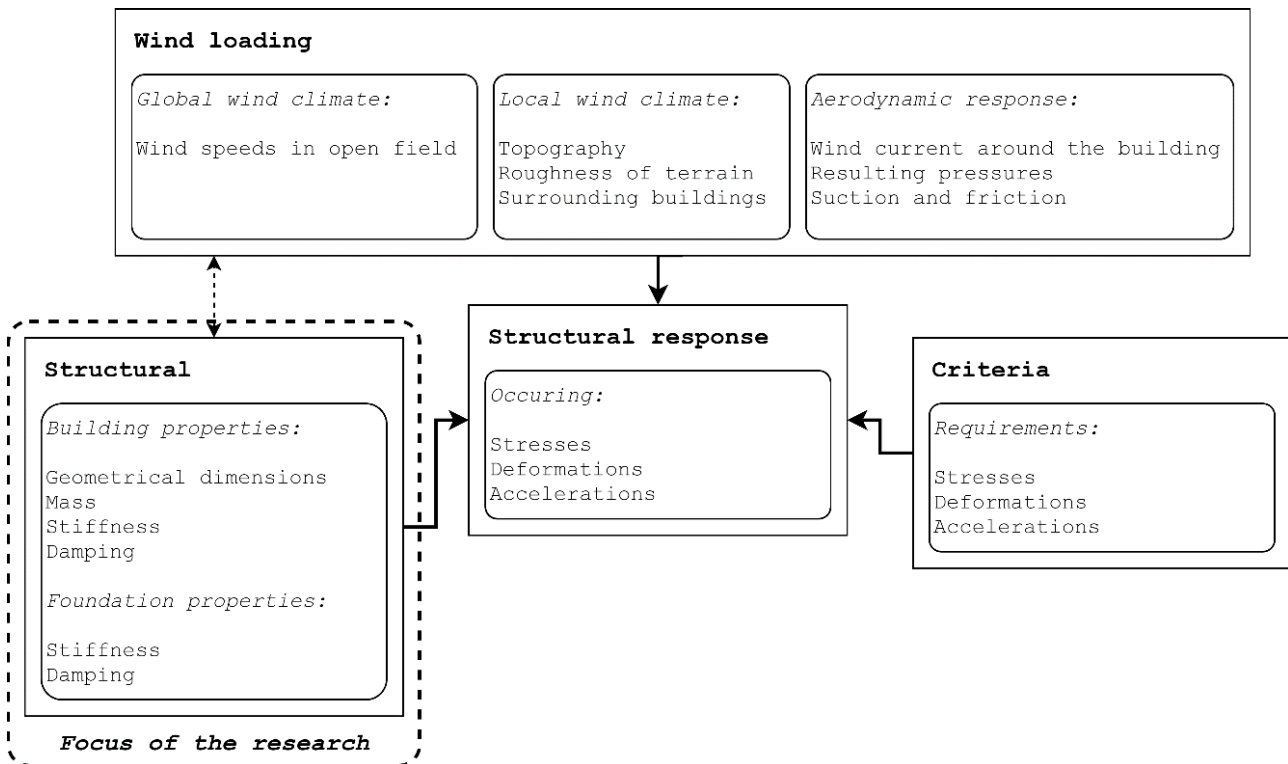 Wind loading
Global wind climate:
Wind speeds in open field
Local wind climate:
Topography
Roughness of terrain
Surrounding buildings
Aerodynamic response:
Wind current around the building
Resulting pressures
Suction and friction
Structural
Building properties:
Geometrical dimensions
Mass
Stiffness
Damping
Foundation properties:
Stiffness
Damping
Focus of the research
Structural response
Occuring:
Stresses
Deformations
Accelerations
Criteria
Requirements:
Stresses
Deformations
Accelerations